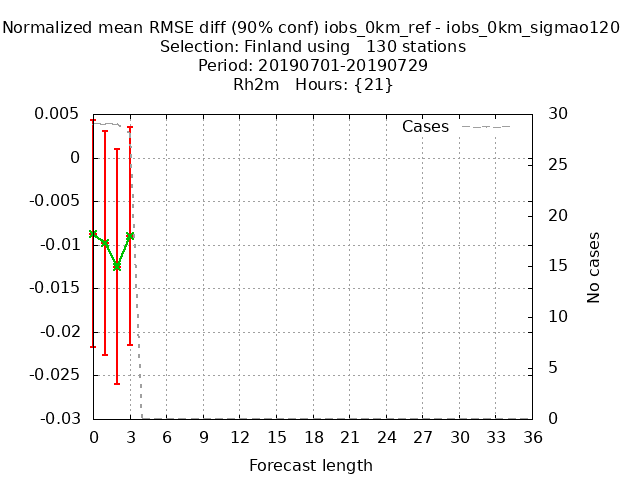 Normalized mean RMSE diff (90% conf) iobs_0km_ref - iobs_0km_sigmao120
Selection: Finland using   130 stations
Period: 20190701-20190729
Rh2m   Hours: {21}
Cases
0.005
0
-0.005
-0.01
-0.015
-0.02
-0.025
-0.03
30
25
20
15
10
5
0
No cases
0 3 6 9 12 15 18 21 24 27 30 33 36
Forecast length